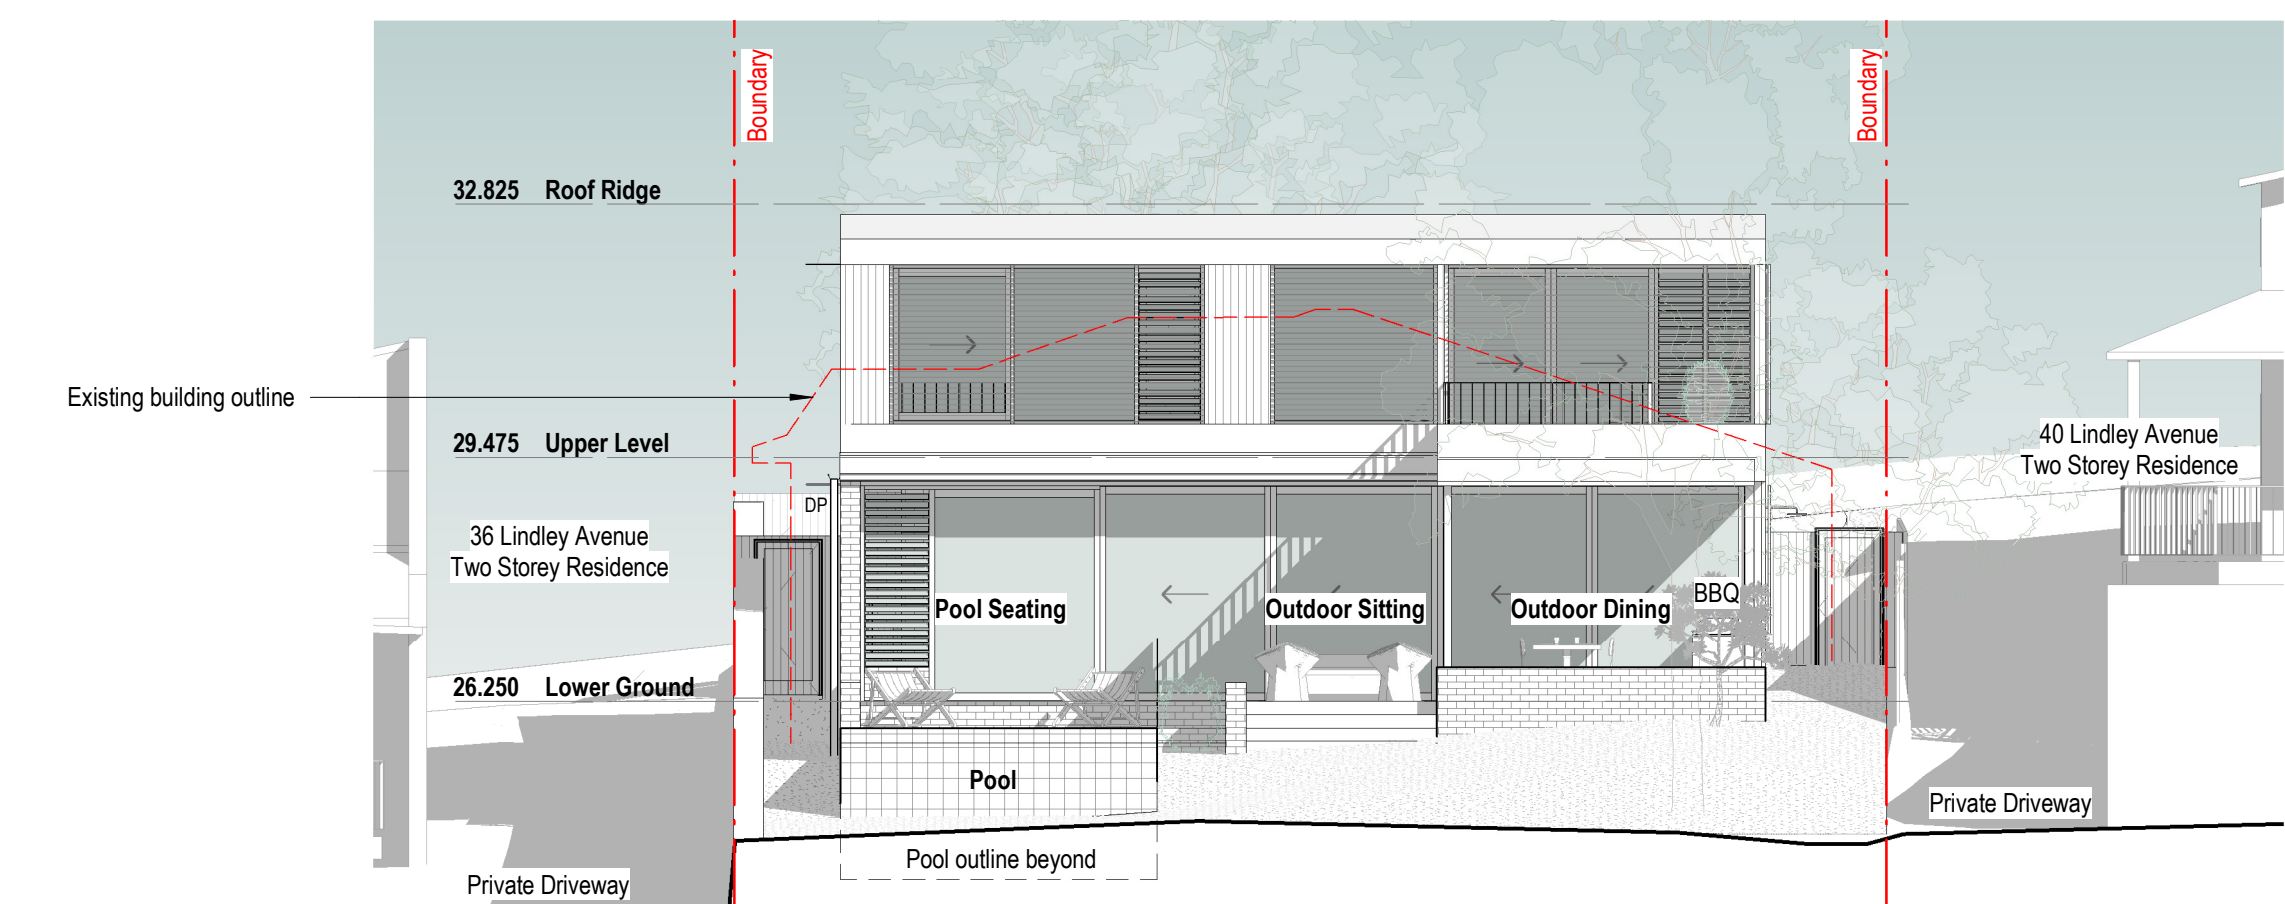 Boundary
Boundary
32.825 Roof Ridge
Existing building outline
29.475 Upper Level
40 Lindley Avenue
Two Storey Residence
DP
36 Lindley Avenue
Two Storey Residence
Pool Seating
Outdoor Sitting
Outdoor Dining
BBQ
26.250 Lower Ground
Pool
Private Driveway
Pool outline beyond
Private Driveway